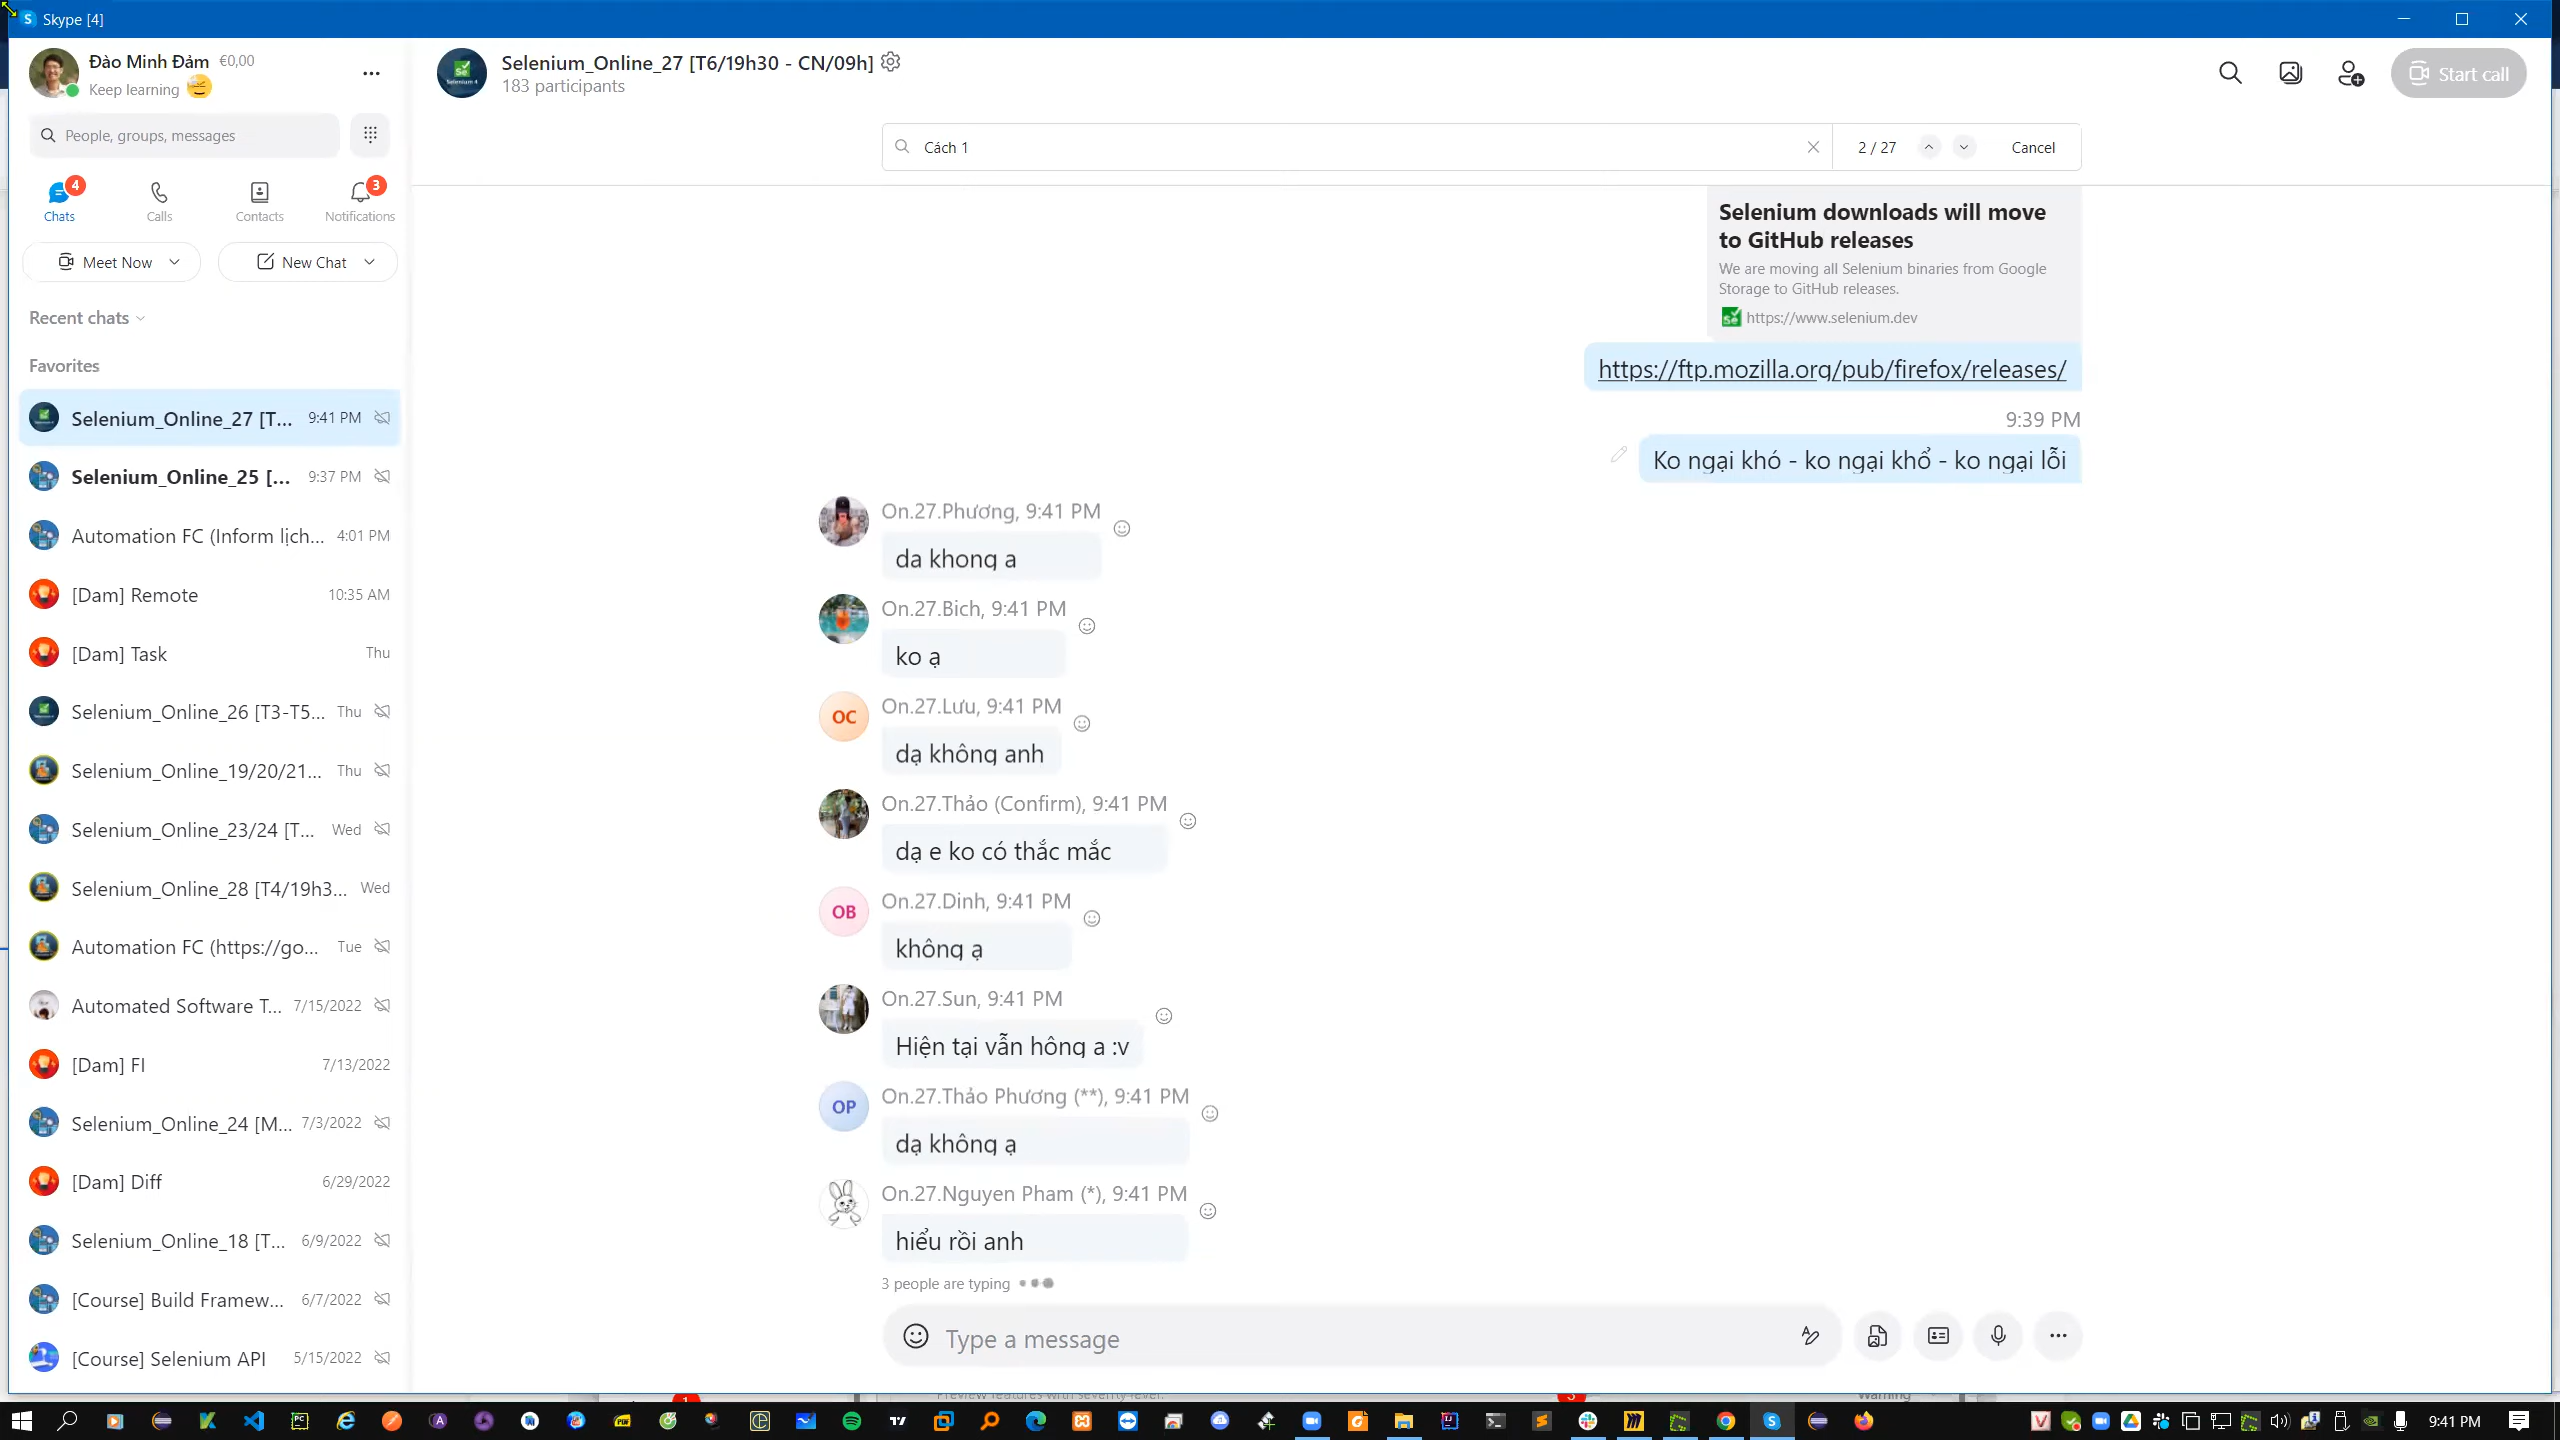 Skype [4]
Đào Minh Đảm €0,00
Keep learning
People, groups, messages
4
3
Chats
Calls
Contacts
Notifications
Meet Now
New Chat
Recent chats
Favorites
Selenium_Online_27 [T... 9:41 PM
Selenium_Online_25 [... 9:37 PM
Automation FC (Inform lịch... 4:01 PM
[Dam] Remote 10:35 AM
[Dam] Task Thu
Selenium_Online_26 [T3-T5... Thu
Selenium_Online_19/20/21... Thu
Selenium_Online_23/24 [T... Wed
Selenium_Online_28 [T4/19h3... Wed
Automation FC (https://go... Tue
Automated Software T... 7/15/2022
[Dam] FI 7/13/2022
Selenium_Online_24 [M... 7/3/2022
[Dam] Diff 6/29/2022
Selenium_Online_18 [T... 6/9/2022
[Course] Build Framew... 6/7/2022
[Course] Selenium API 5/15/2022
Selenium_Online_27 [T6/19h30 - CN/09h]
183 participants
Start call
Cách 1
2 / 27
Cancel
Selenium downloads will move
to GitHub releases
We are moving all Selenium binaries from Google
Storage to GitHub releases.
https://www.selenium.dev
https://ftp.mozilla.org/pub/firefox/releases/
9:39 PM
Ko ngại khó - ko ngại khổ - ko ngại lỗi
On.27.Phương, 9:41 PM
da khong a
On.27.Bich, 9:41 PM
ko ạ
OC
On.27.Lưu, 9:41 PM
dạ không anh
On.27.Thảo (Confirm), 9:41 PM
dạ e ko có thắc mắc
OB
On.27.Dinh, 9:41 PM
không ạ
On.27.Sun, 9:41 PM
Hiện tại vẫn hông a :v
OP
On.27.Thảo Phương (**), 9:41 PM
dạ không ạ
On.27.Nguyen Pham (*), 9:41 PM
hiểu rồi anh
3 people are typing
Type a message
9:41 PM